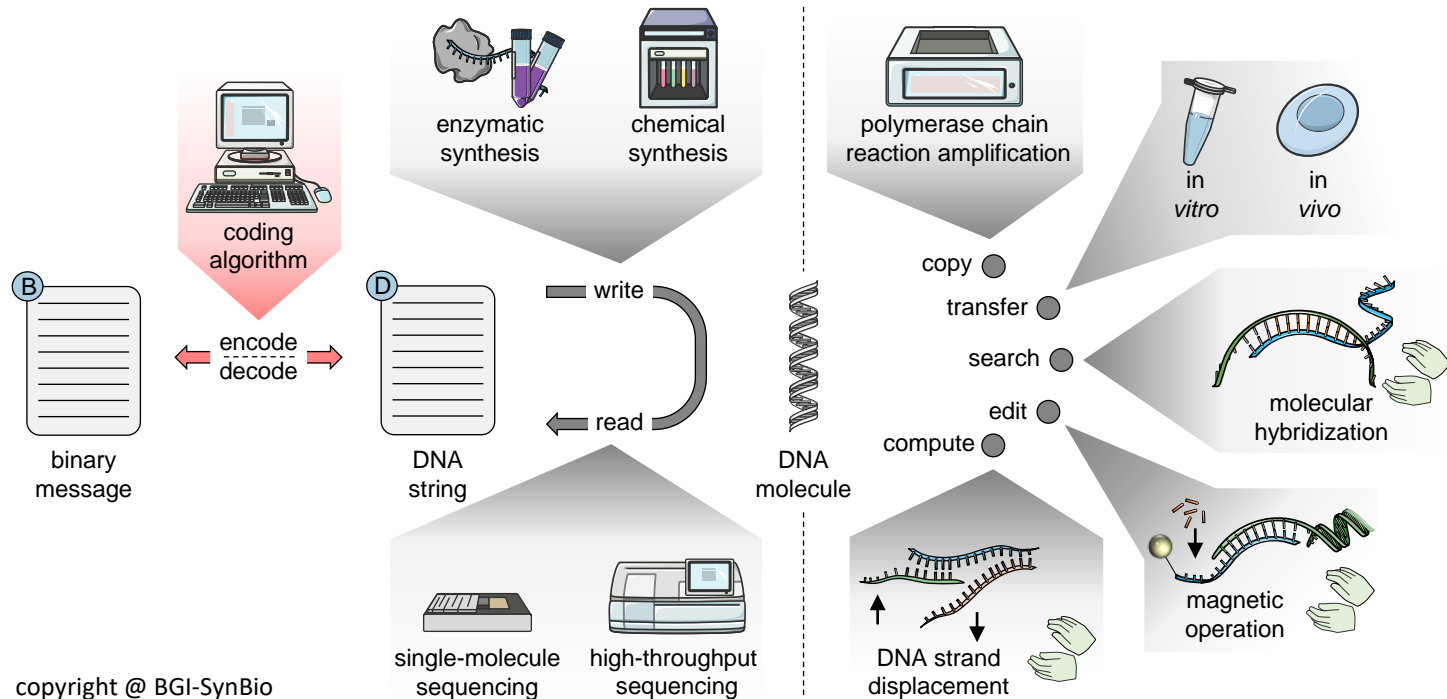 enzymatic
synthesis
chemical
synthesis
polymerase chain
reaction amplification
in
vitro
in
vivo
coding
algorithm
B
D
encode
decode
write
read
copy
transfer
search
edit
compute
binary
message
DNA
string
DNA
molecule
molecular
hybridization
magnetic
operation
single-molecule
sequencing
high-throughput
sequencing
DNA strand
displacement
copyright @ BGI-SynBio